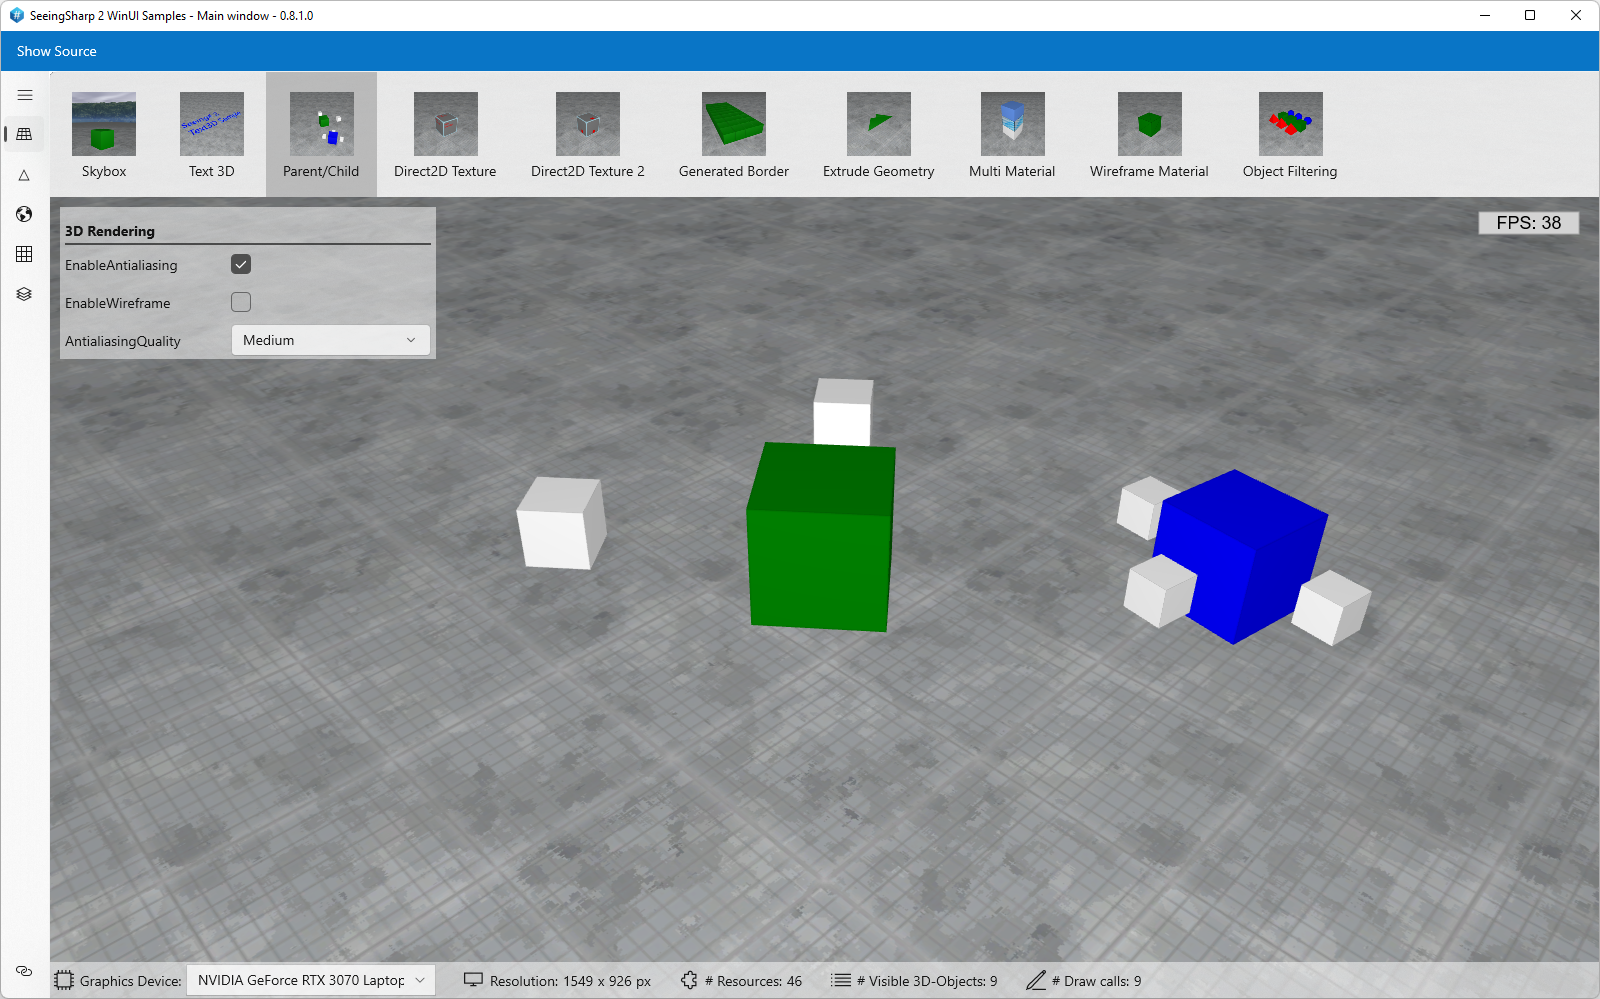 SeeingSharp 2 WinUI Samples - Main window - 0.8.1.0
Show Source
Skybox
Text 3D
Parent/Child
Direct2D Texture
Direct2D Texture 2
Generated Border
Extrude Geometry
Multi Material
Wireframe Material
Object Filtering
3D Rendering
FPS: 38
EnableAntialiasing
EnableWireframe
AntialiasingQuality
Medium
Graphics Device:
NVIDIA GeForce RTX 3070 Laptop
Resolution: 1549 x 926 px
# Resources: 46
# Visible 3D-Objects: 9
# Draw calls: 9